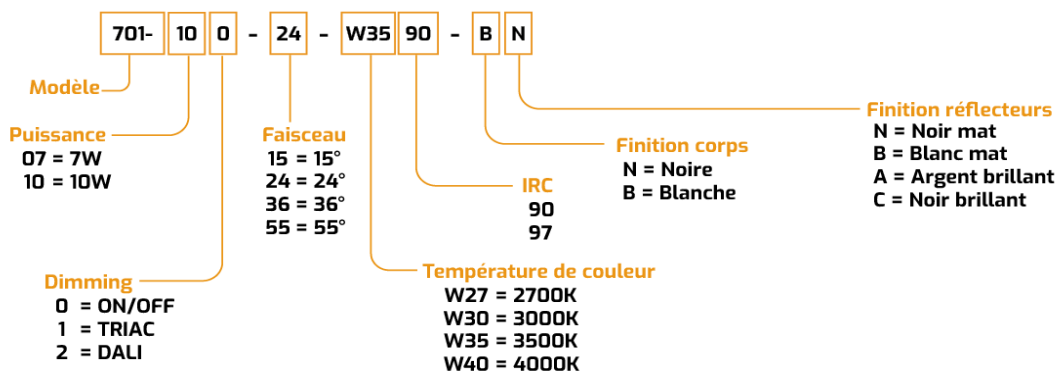 701- 10 0 - 24 - W35 90 - B N
Modèle
Puissance
07 = 7W
10 = 10W
Dimming
0 = ON/OFF
1 = TRIAC
2 = DALI
Faisceau
15 = 15°
24 = 24°
36 = 36°
55 = 55°
Température de couleur
W27 = 2700K
W30 = 3000K
W35 = 3500K
W40 = 4000K
IRC
90
97
Finition corps
N = Noire
B = Blanche
Finition réflecteurs
N = Noir mat
B = Blanc mat
A = Argent brillant
C = Noir brillant